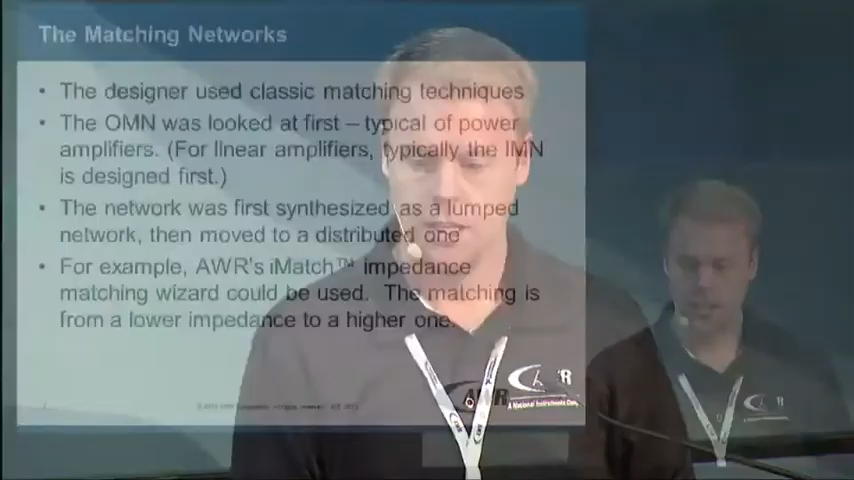 The Matching Networks
• The designer used classic matching techniques
• The OMN was looked at first – typical of power
amplifiers. (For linear amplifiers, typically the IMN
is designed first.)
• The network was first synthesized as a lumped
network, then moved to a distributed one
• For example, AWR's iMatch™ impedance
matching wizard could be used. The matching is
from a lower impedance to a higher one.
AWR
A National Instruments